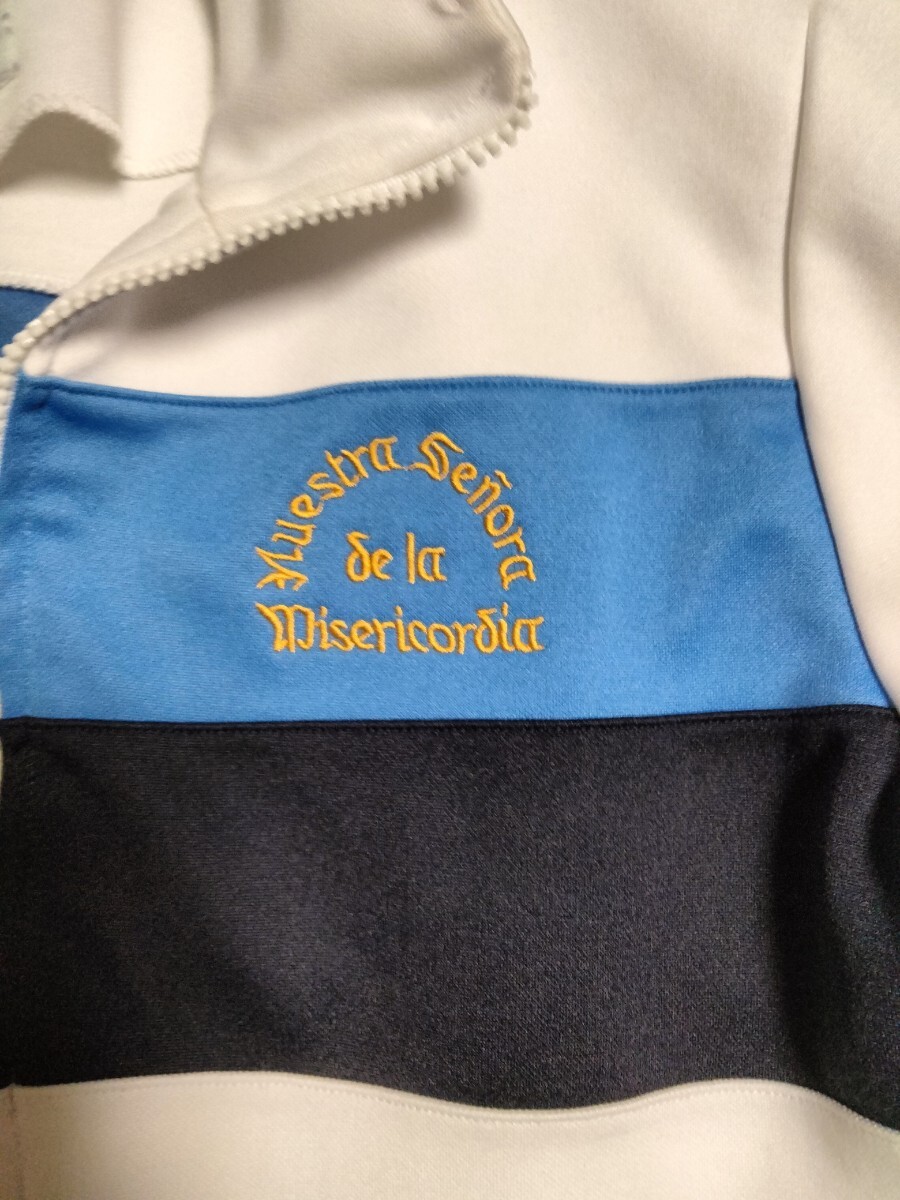 Nuestra Señora
de la
Misericordia